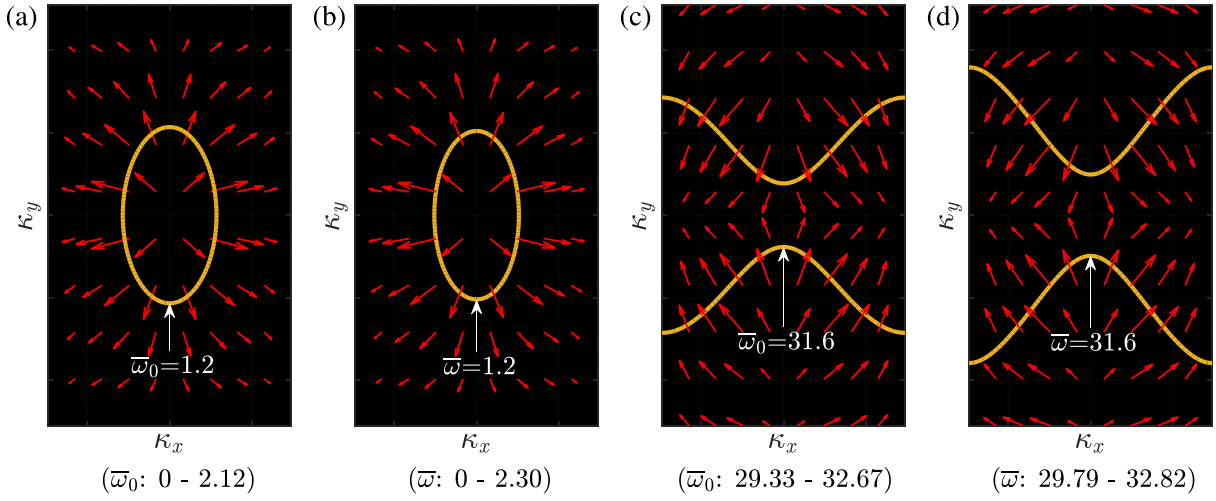 (a)
(b)
(c)
(d)
κy
κy
κy
κy
ω̅0=1.2
ω̅=1.2
ω̅0=31.6
ω̅=31.6
κx
κx
κx
κx
(ω̅0: 0 - 2.12)
(ω̅: 0 - 2.30)
(ω̅0: 29.33 - 32.67)
(ω̅: 29.79 - 32.82)